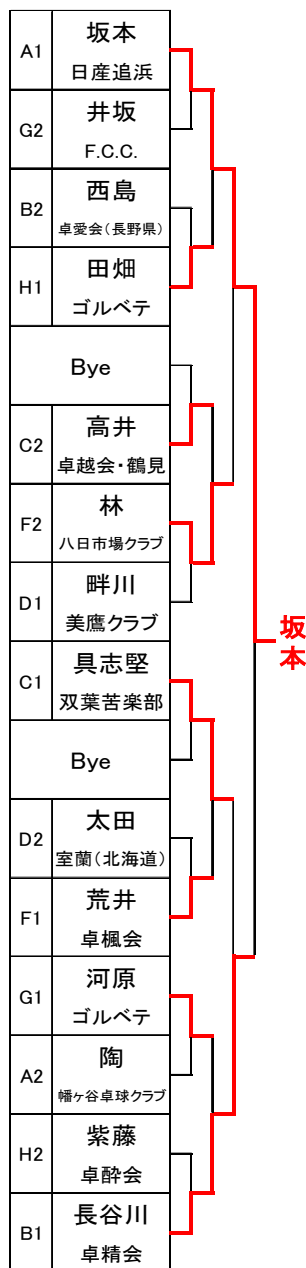 A1
坂本
日産追浜
G2
井坂
F.C.C.
B2
西島
卓愛会(長野県)
H1
田畑
ゴルベテ
Bye
C2
高井
卓越会・鶴見
F2
林
八日市場クラブ
D1
畔川
美鷹クラブ
C1
具志堅
双葉苦楽部
Bye
D2
太田
室蘭(北海道)
F1
荒井
卓楓会
G1
河原
ゴルベテ
A2
陶
幡ヶ谷卓球クラブ
H2
紫藤
卓酔会
B1
長谷川
卓精会
坂本